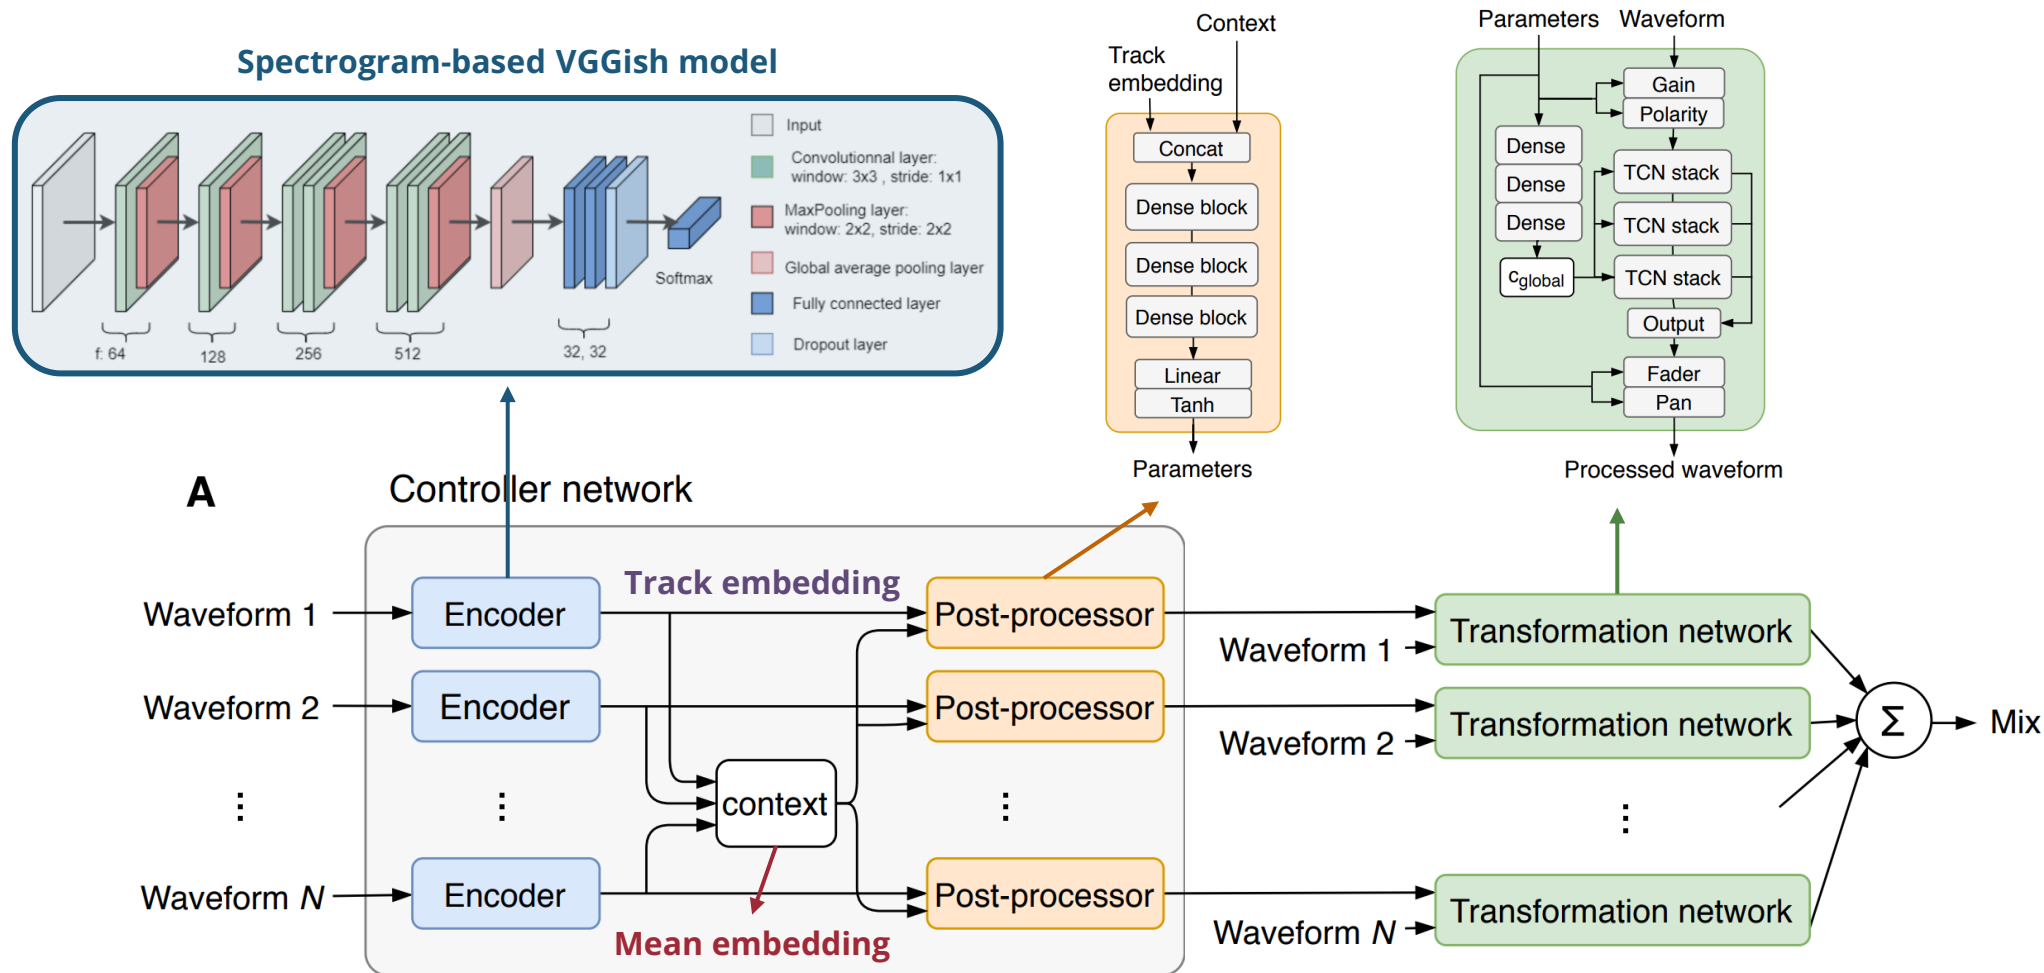 Spectrogram-based VGGish model
Input
Convolutionnal layer:
window: 3x3 , stride: 1x1
MaxPooling layer:
window: 2x2, stride: 2x2
Global average pooling layer
Fully connected layer
Dropout layer
Softmax
f: 64
128
256
512
32, 32
Context
Track
embedding
Concat
Dense block
Dense block
Dense block
Linear
Tanh
Parameters
Parameters
Waveform
Gain
Polarity
Dense
Dense
Dense
cglobal
TCN stack
TCN stack
TCN stack
Output
Fader
Pan
Processed waveform
A
Controller network
Waveform 1
Encoder
Track embedding
Post-processor
Waveform 1
Transformation network
Waveform 2
Encoder
Post-processor
Waveform 2
Transformation network
Σ
Mix
⋮
⋮
context
⋮
⋮
Waveform N
Encoder
Mean embedding
Post-processor
Waveform N
Transformation network